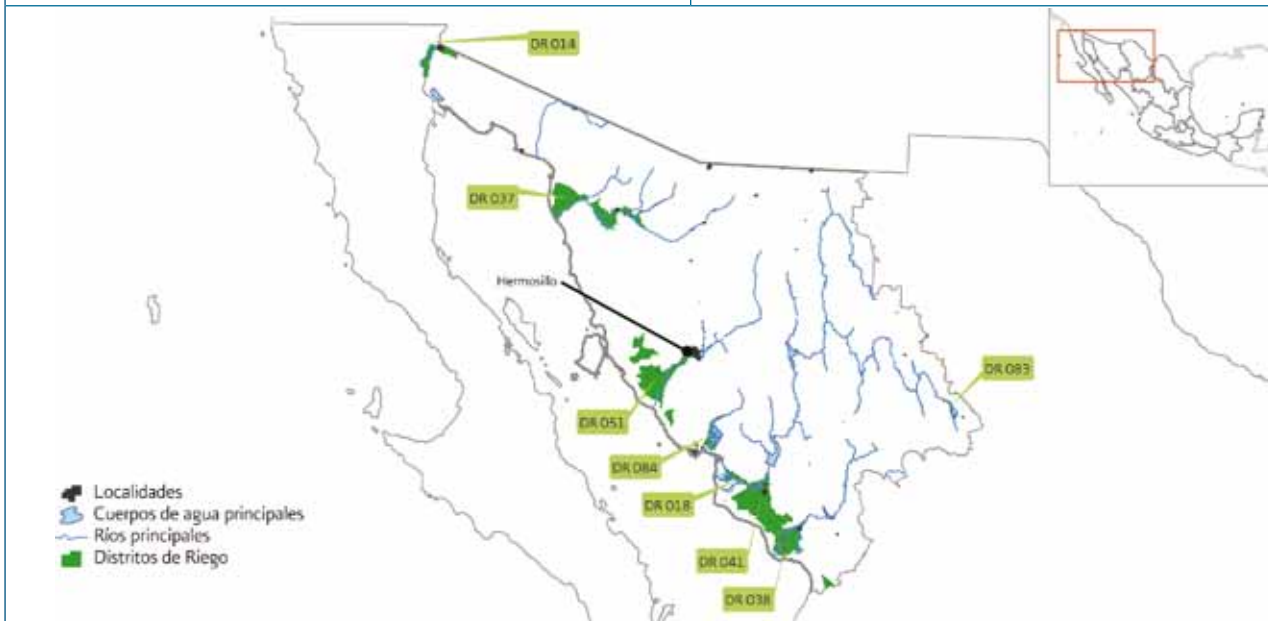 DR 014
DR 037
Hermosillo
DR 083
DR 051
DR 084
DR 018
DR 041
DR 038
Localidades
Cuerpos de agua principales
Ríos principales
Distritos de Riego